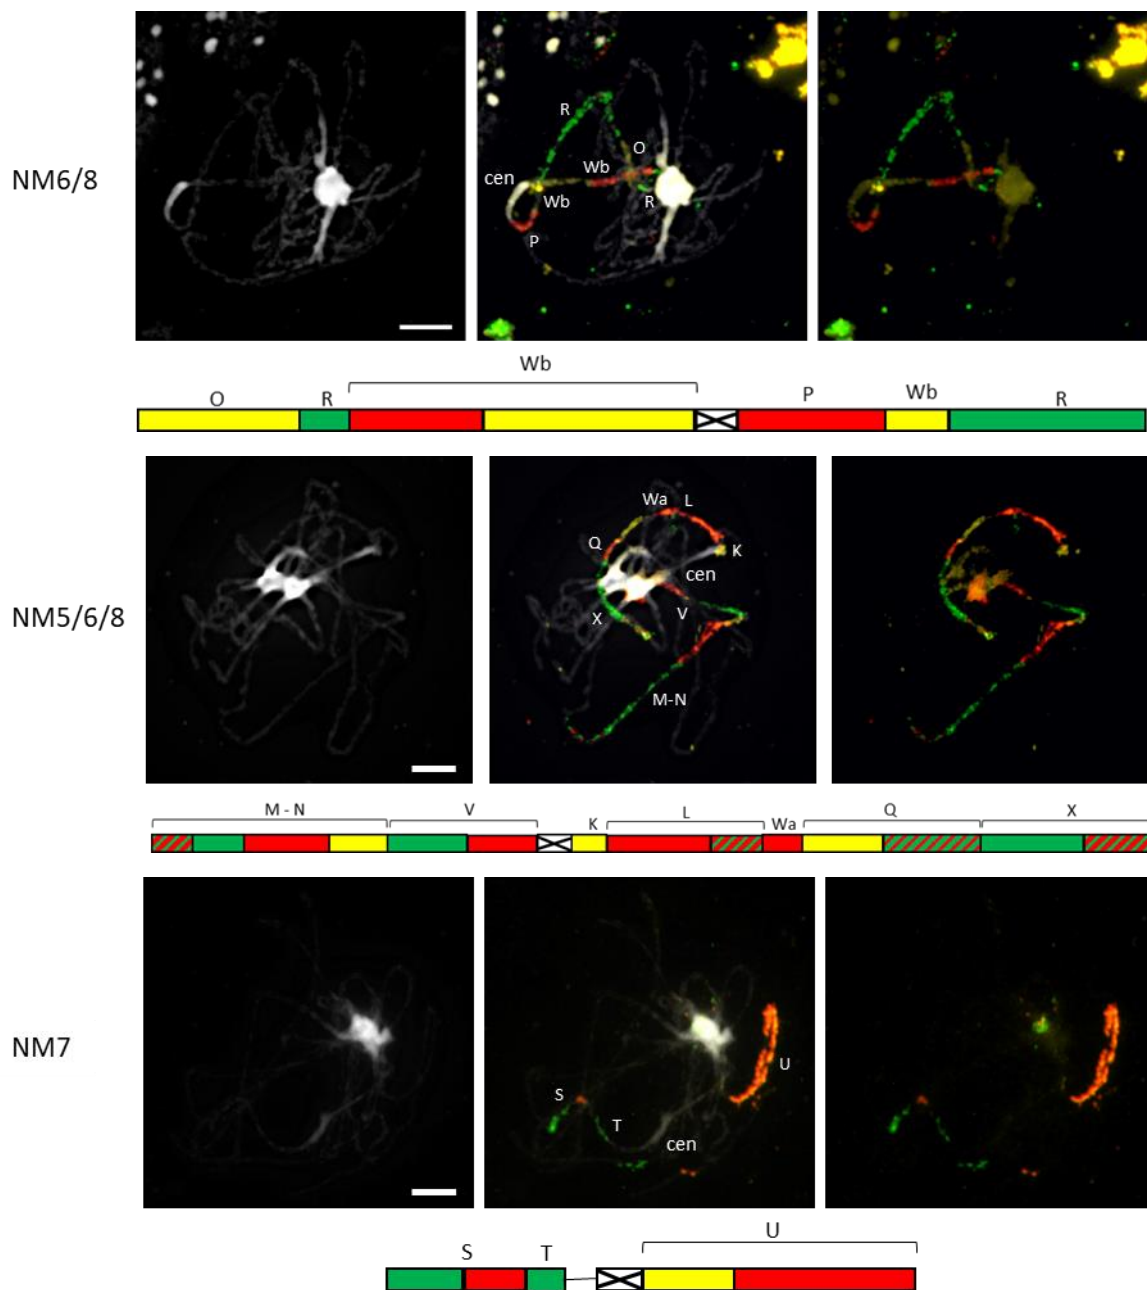 NM6/8
R
O
Wb
cen
Wb
R
P
Wb
O R P Wb R
Wa L
Q
K
cen
X
V
M-N
NM5/6/8
M - N V K L Wa Q X
NM7
S
U
T
cen
U
S T